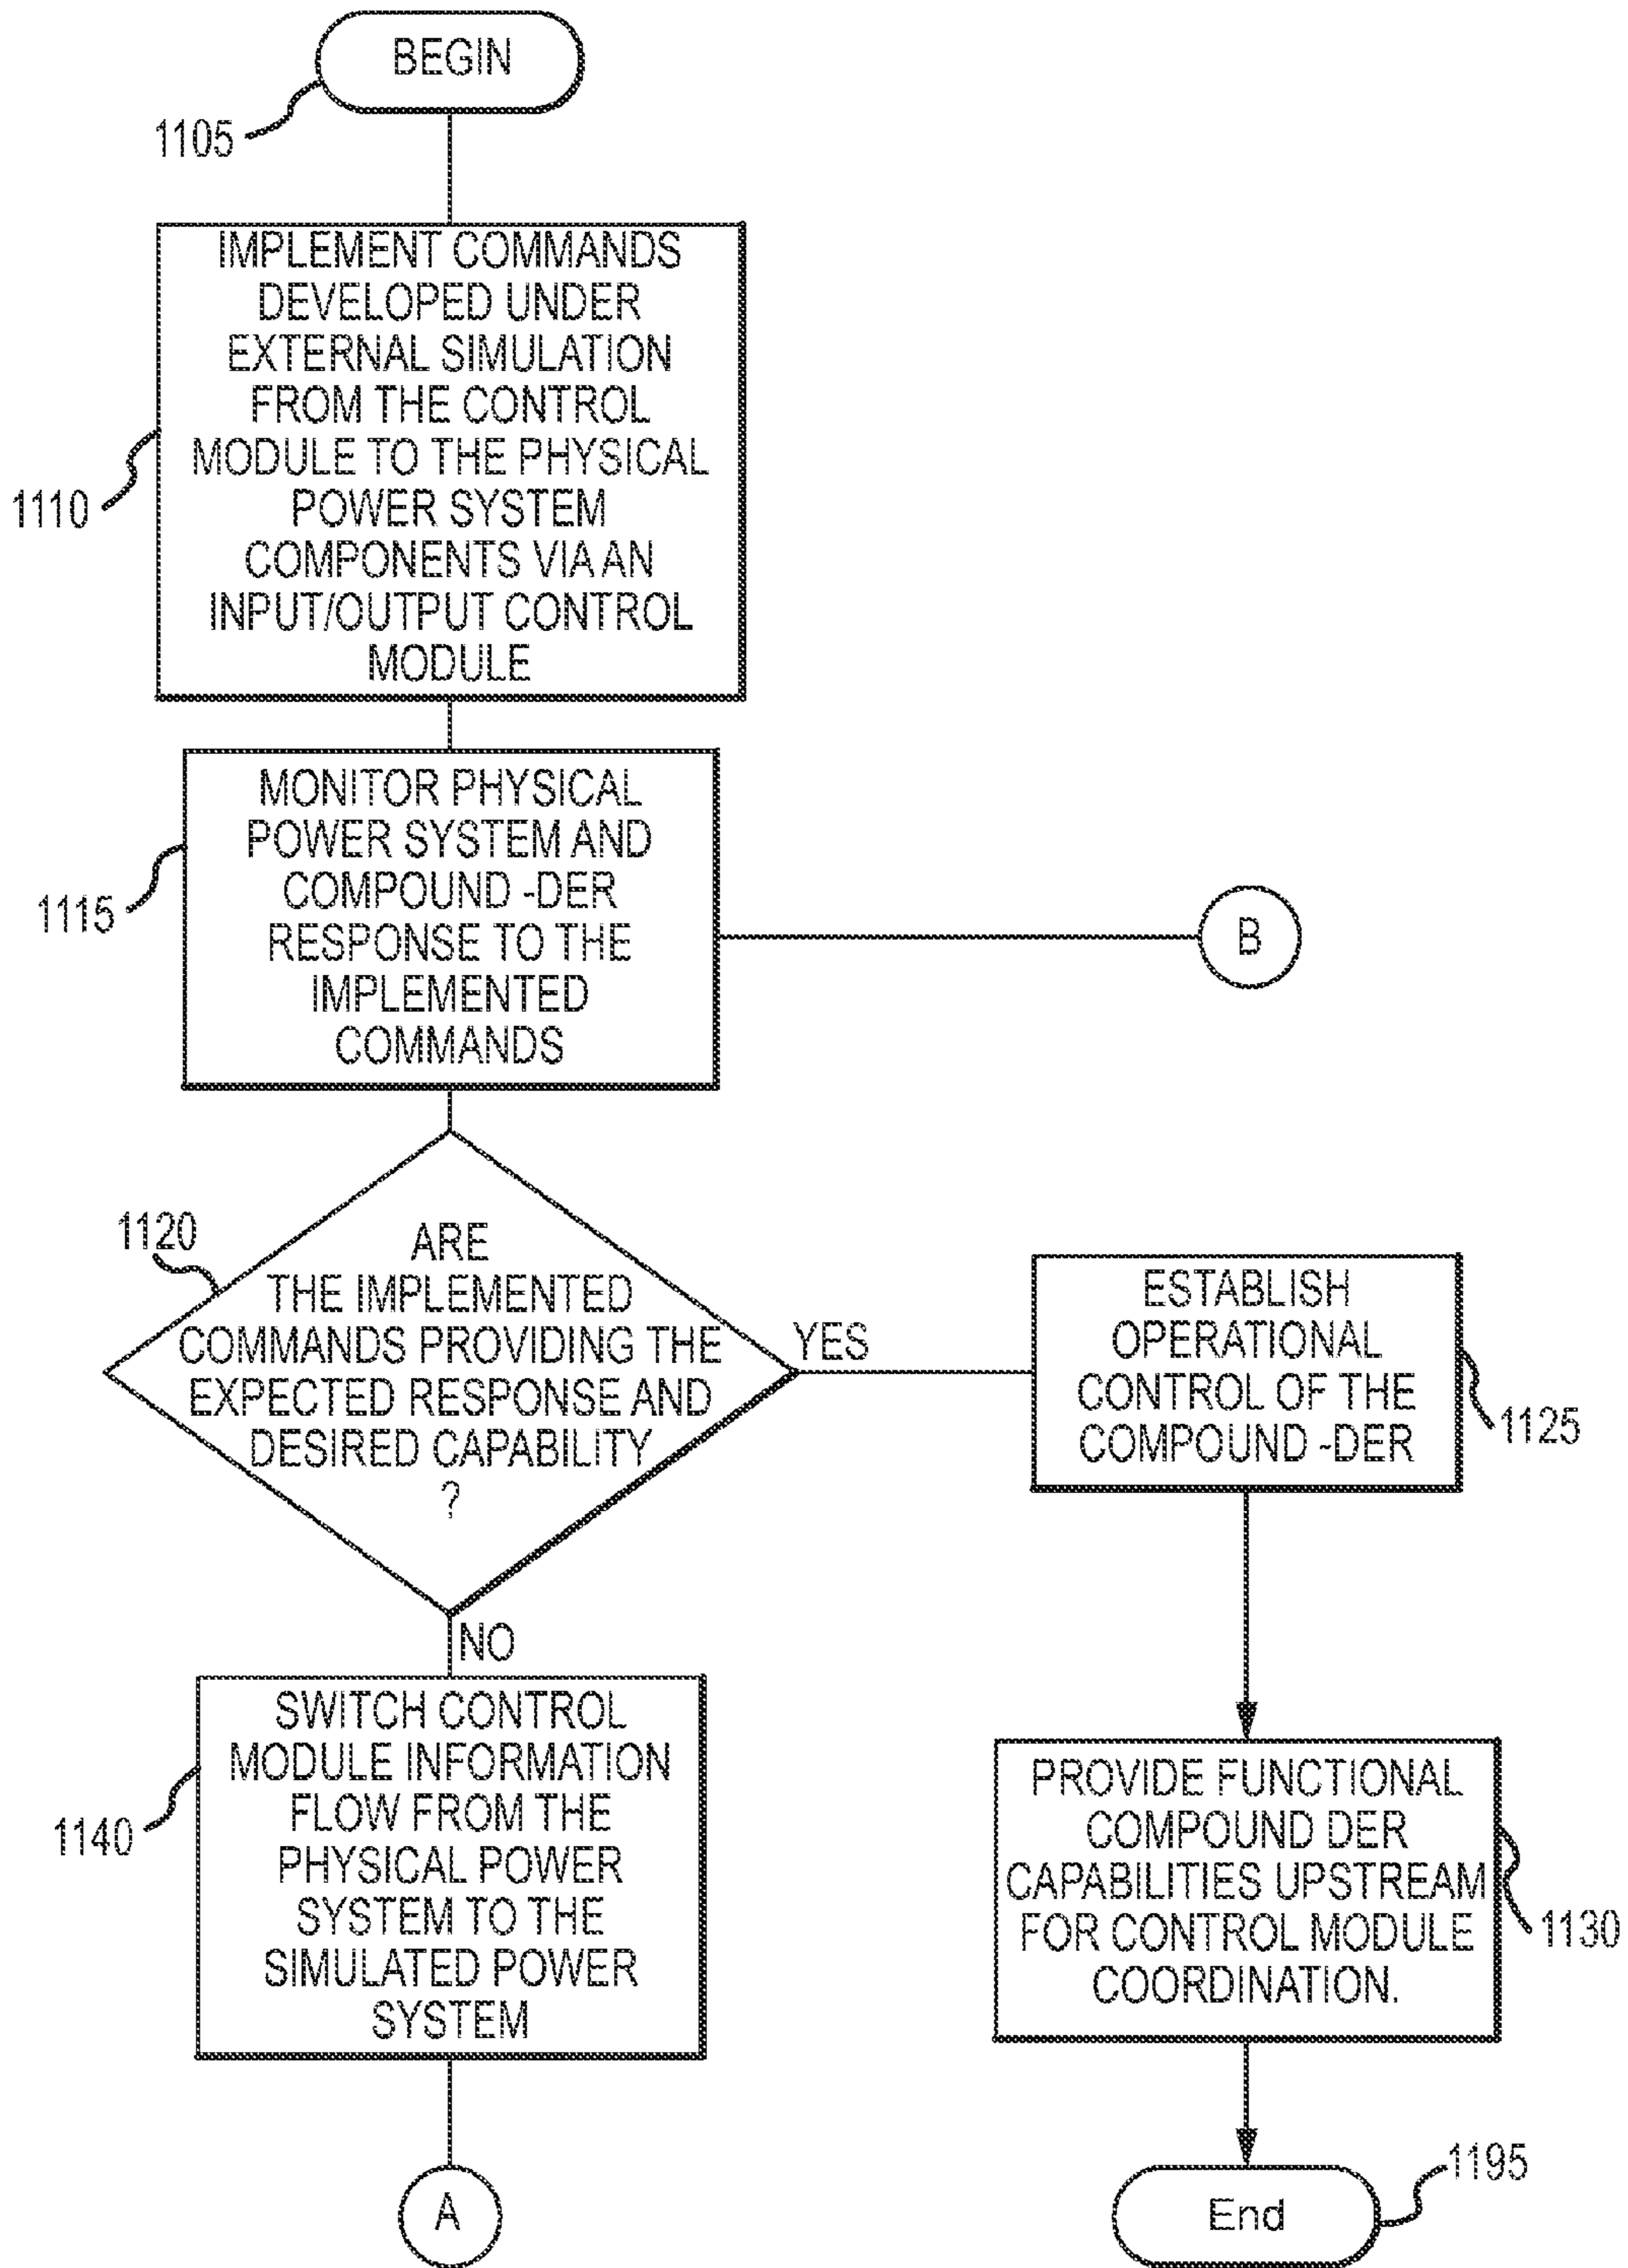 BEGIN
1105
IMPLEMENT COMMANDS
DEVELOPED UNDER
EXTERNAL SIMULATION
FROM THE CONTROL
MODULE TO THE PHYSICAL
POWER SYSTEM
COMPONENTS VIA AN
INPUT/OUTPUT CONTROL
MODULE
1110
MONITOR PHYSICAL
POWER SYSTEM AND
COMPOUND -DER
RESPONSE TO THE
IMPLEMENTED
COMMANDS
1115
B
1120
ARE
THE IMPLEMENTED
COMMANDS PROVIDING THE
EXPECTED RESPONSE AND
DESIRED CAPABILITY
?
YES
ESTABLISH
OPERATIONAL
CONTROL OF THE
COMPOUND -DER
1125
NO
SWITCH CONTROL
MODULE INFORMATION
FLOW FROM THE
PHYSICAL POWER
SYSTEM TO THE
SIMULATED POWER
SYSTEM
1140
PROVIDE FUNCTIONAL
COMPOUND DER
CAPABILITIES UPSTREAM
FOR CONTROL MODULE
COORDINATION.
1130
A
End
1195